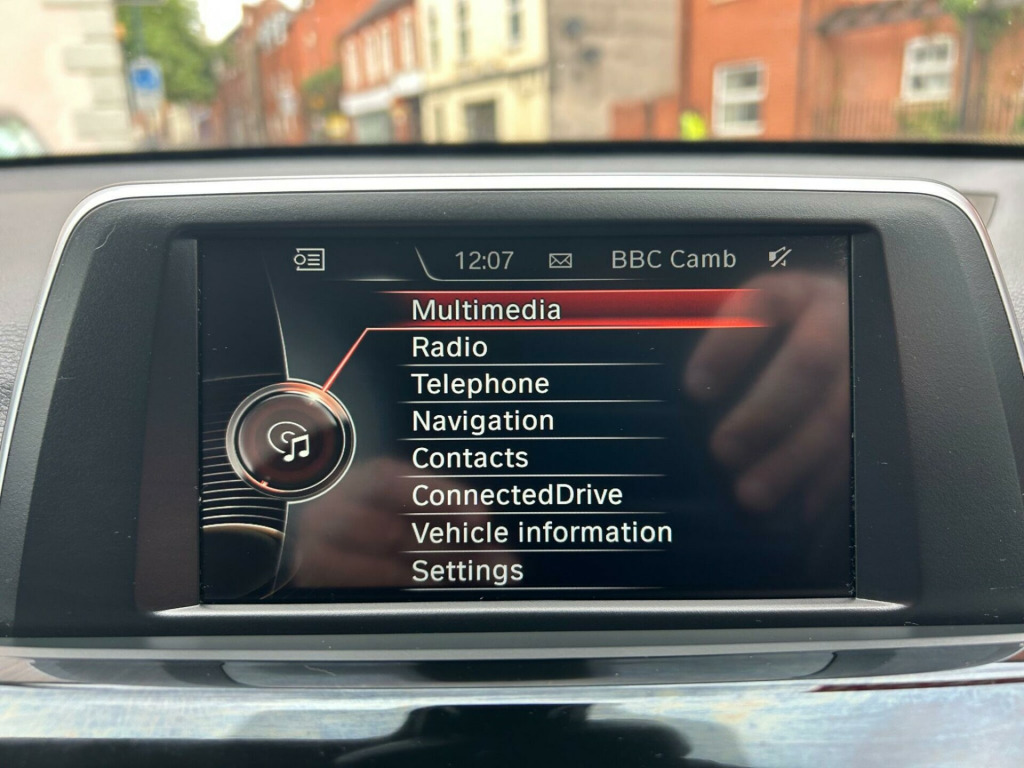 12:07 BBC Camb
Multimedia
Radio
Telephone
Navigation
Contacts
ConnectedDrive
Vehicle information
Settings